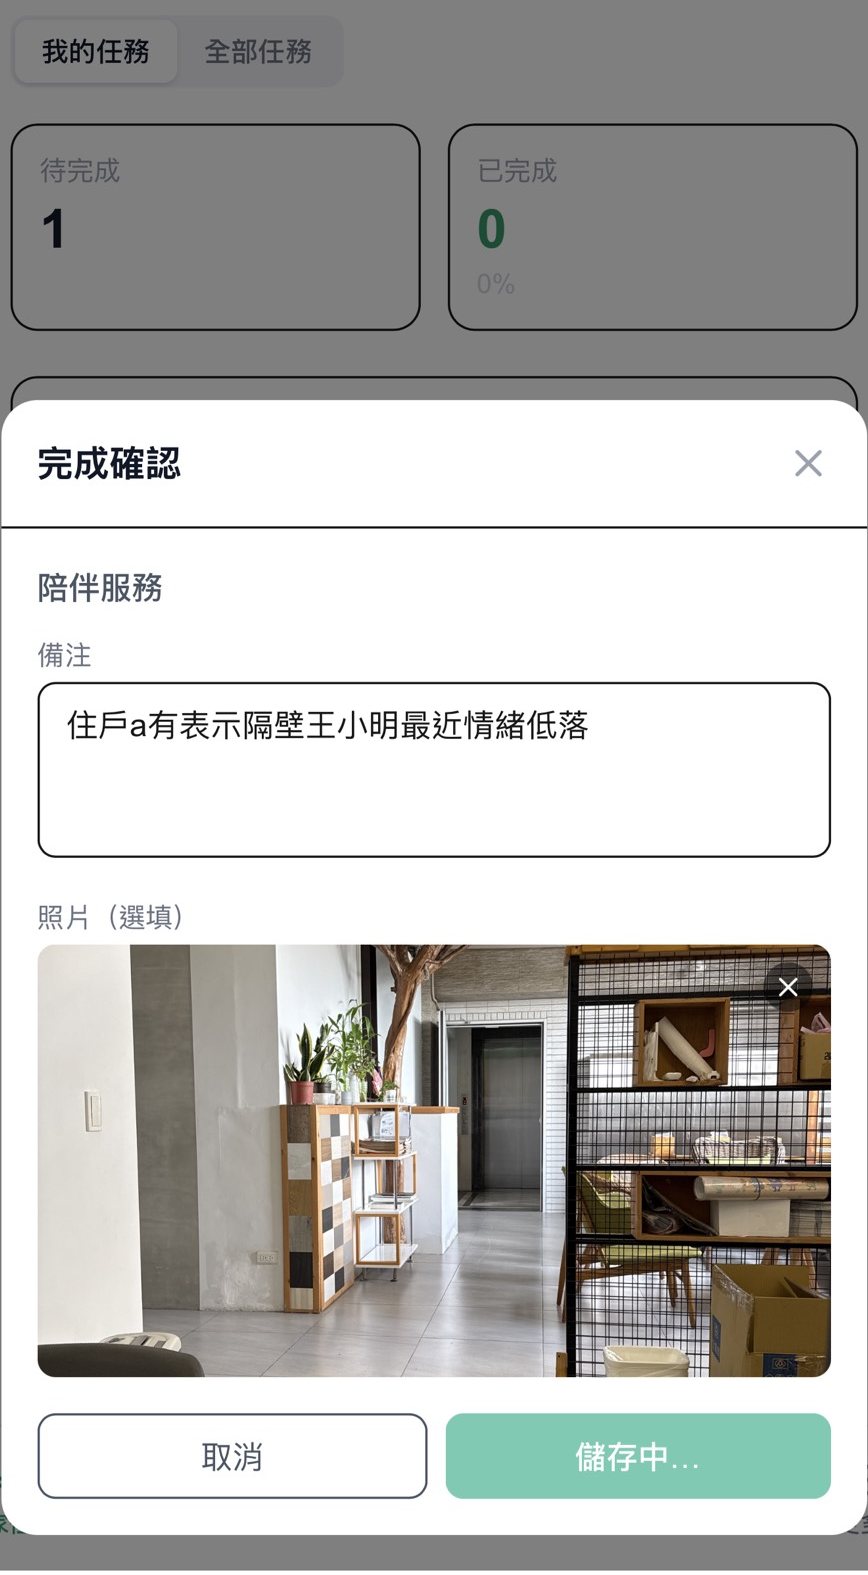 我的任務
全部任務
待完成
1
已完成
0
0%
完成確認
陪伴服務
備注
住戶a有表示隔壁王小明最近情緒低落
照片（選填）
取消
儲存中...